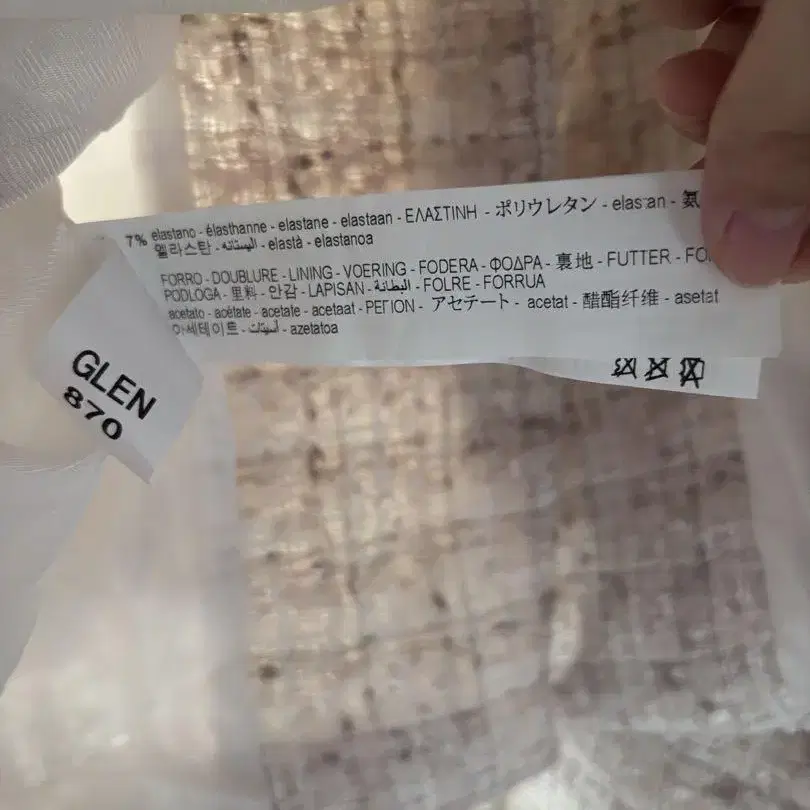 7% elastano - élasthanne - elastane - elastaan - ΕΛΑΣΤΙΝΗ - ポリウレタン - elastan - 氨
엘라스탄 - الهستانه - elastà - elastanoa
FORRO - DOUBLURE - LINING - VOERING - FODERA - ΦΟΔΡΑ - 裏地 - FUTTER - FO
PODLOGA - 里料 - 안감 - LAPISAN - البطانة - FOLRE - FORRUA
acetato - acétate - acetate - acetaat - ΡΕΓΙΟΝ - アセテート - acetat - 醋酯纤维 - asetat
아세테이트 - أسيتات - azetatoa
GLEN
870